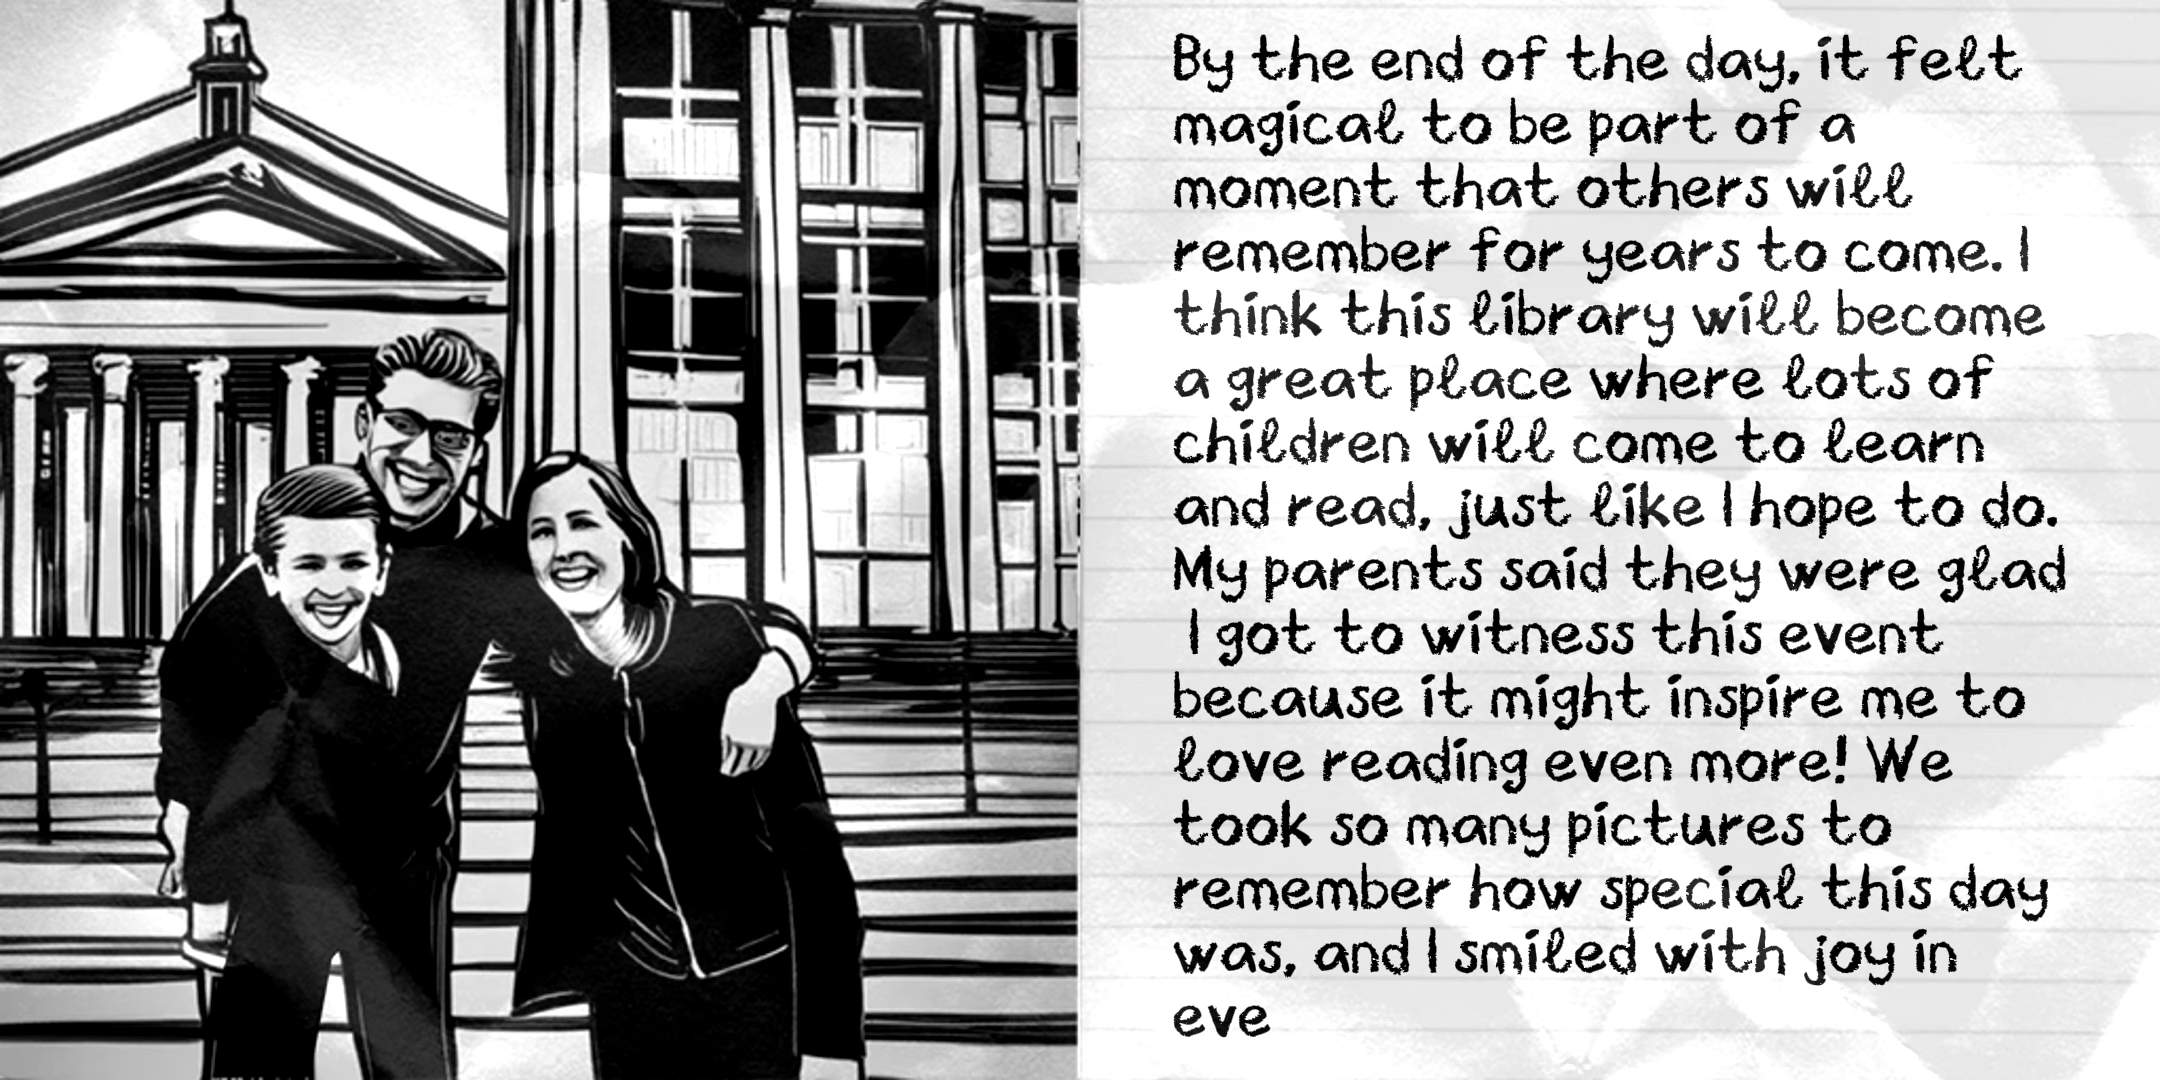 By the end of the day, it felt
magical to be part of a
moment that others will
remember for years to come. I
think this library will become
a great place where lots of
children will come to learn
and read, just like I hope to do.
My parents said they were glad
I got to witness this event
because it might inspire me to
love reading even more! We
took so many pictures to
remember how special this day
was, and I smiled with joy in
eve